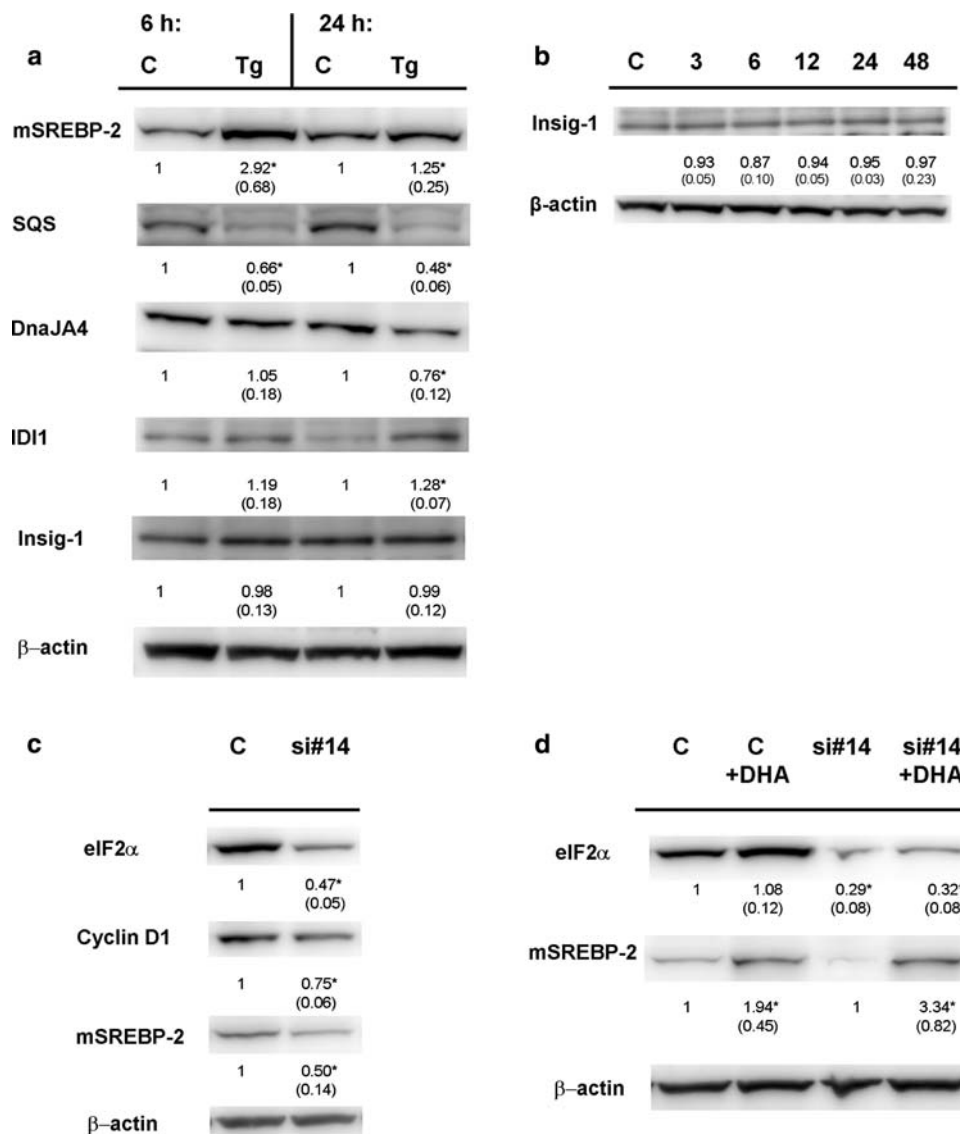 6 h: 24 h:
a C Tg C Tg
mSREBP-2
1 2.92* 1 1.25*
(0.68) (0.25)
SQS
1 0.66* 1 0.48*
(0.05) (0.06)
DnaJA4
1 1.05 1 0.76*
(0.18) (0.12)
IDI1
1 1.19 1 1.28*
(0.18) (0.07)
Insig-1
1 0.98 1 0.99
(0.13) (0.12)
β–actin
b C 3 6 12 24 48
Insig-1
0.93 0.87 0.94 0.95 0.97
(0.05) (0.10) (0.05) (0.03) (0.23)
β-actin
c C si#14
eIF2α
1 0.47*
(0.05)
Cyclin D1
1 0.75*
(0.06)
mSREBP-2
1 0.50*
(0.14)
β–actin
d C C si#14 si#14
+DHA +DHA
eIF2α
1 1.08 0.29* 0.32*
(0.12) (0.08) (0.08
mSREBP-2
1 1.94* 1 3.34*
(0.45) (0.82)
β–actin